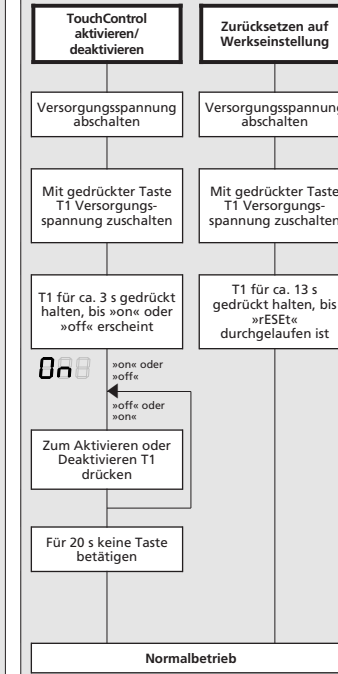 TouchControl
aktivieren/
deaktivieren
Versorgungsspannung
abschalten
Mit gedrückter Taste
T1 Versorgungs-
spannung zuschalten
T1 für ca. 3 s gedrückt
halten, bis »on« oder
»off« erscheint
On
»on« oder
»off«
»off« oder
»on«
Zum Aktivieren oder
Deaktivieren T1
drücken
Für 20 s keine Taste
betätigen
Zurücksetzen auf
Werkseinstellung
Versorgungsspannung
abschalten
Mit gedrückter Taste
T1 Versorgungs-
spannung zuschalten
T1 für ca. 13 s
gedrückt halten, bis
»rESEt«
durchgelaufen ist
Normalbetrieb